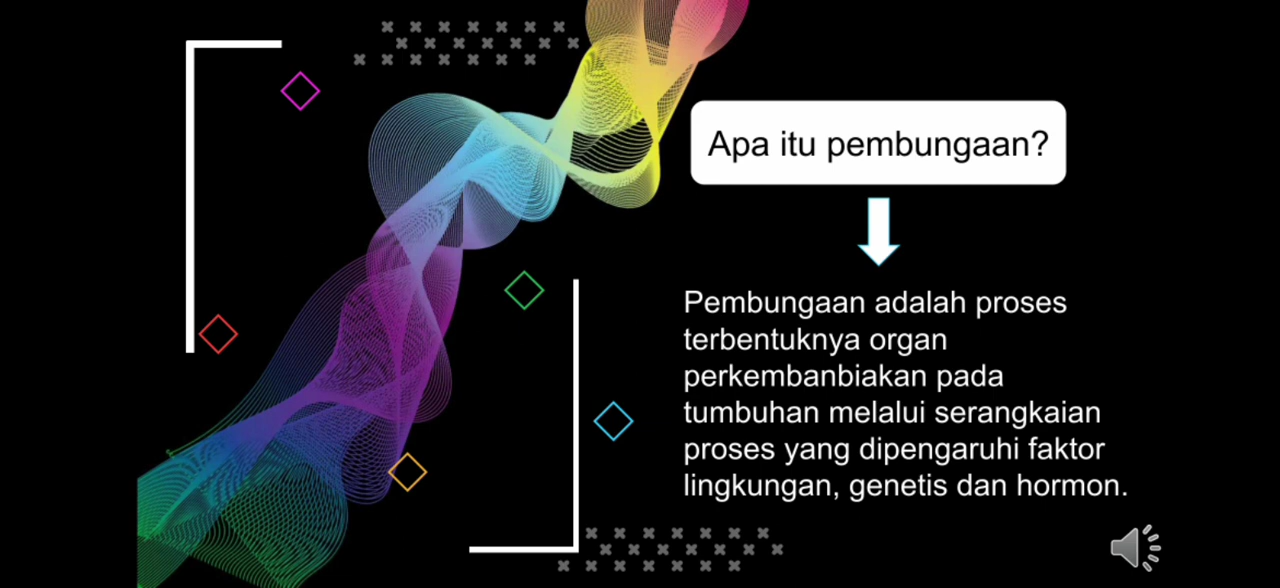 Apa itu pembungaan?
Pembungaan adalah proses
terbentuknya organ
perkembanbiakan pada
tumbuhan melalui serangkaian
proses yang dipengaruhi faktor
lingkungan, genetis dan hormon.